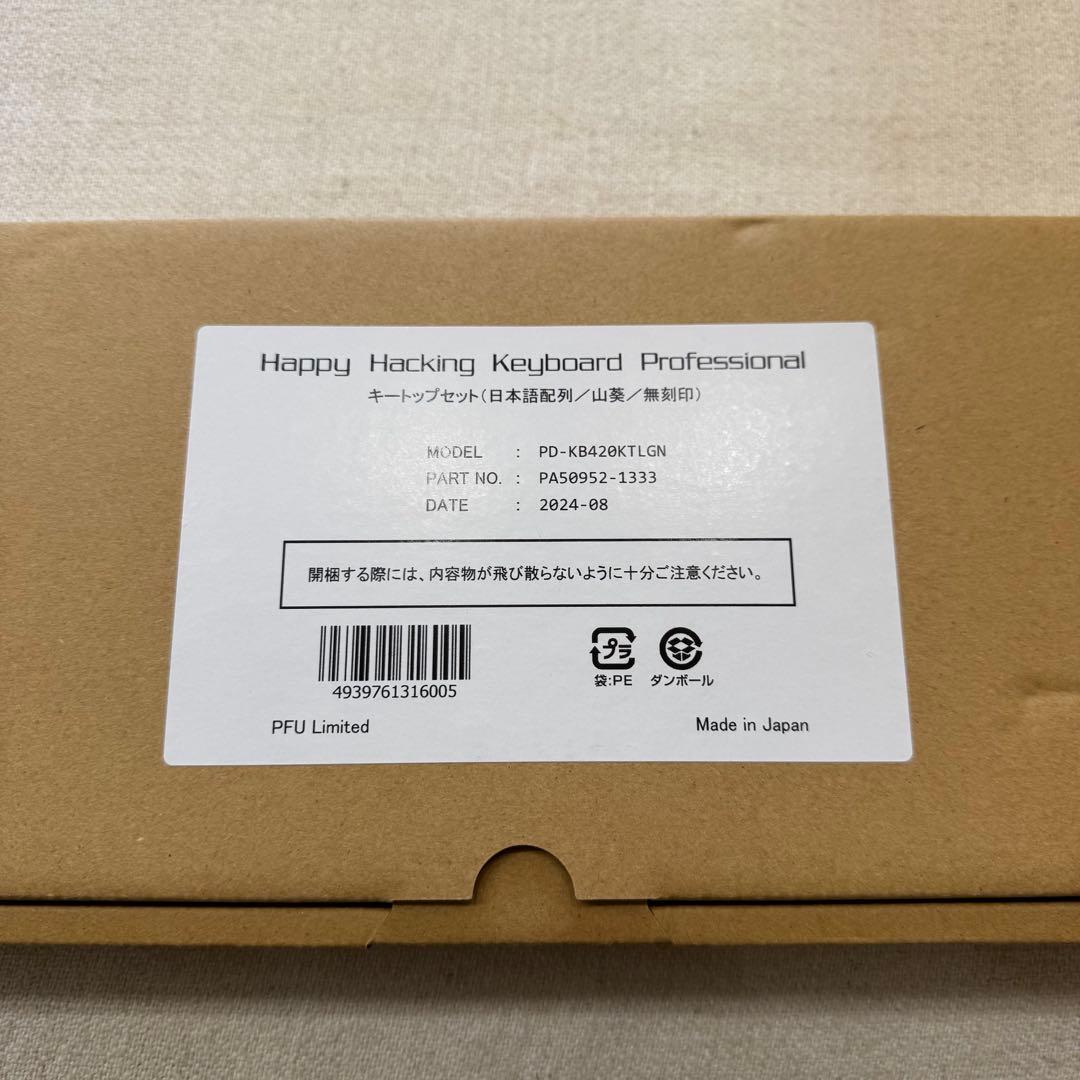 Happy Hacking Keyboard Professional
キートップセット(日本語配列／山葵／無刻印)
MODEL : PD-KB420KTLGN
PART NO. : PA50952-1333
DATE : 2024-08
開梱する際には、内容物が飛び散らないように十分ご注意ください。
プラ
袋:PE ダンボール
4939761316005
PFU Limited Made in Japan